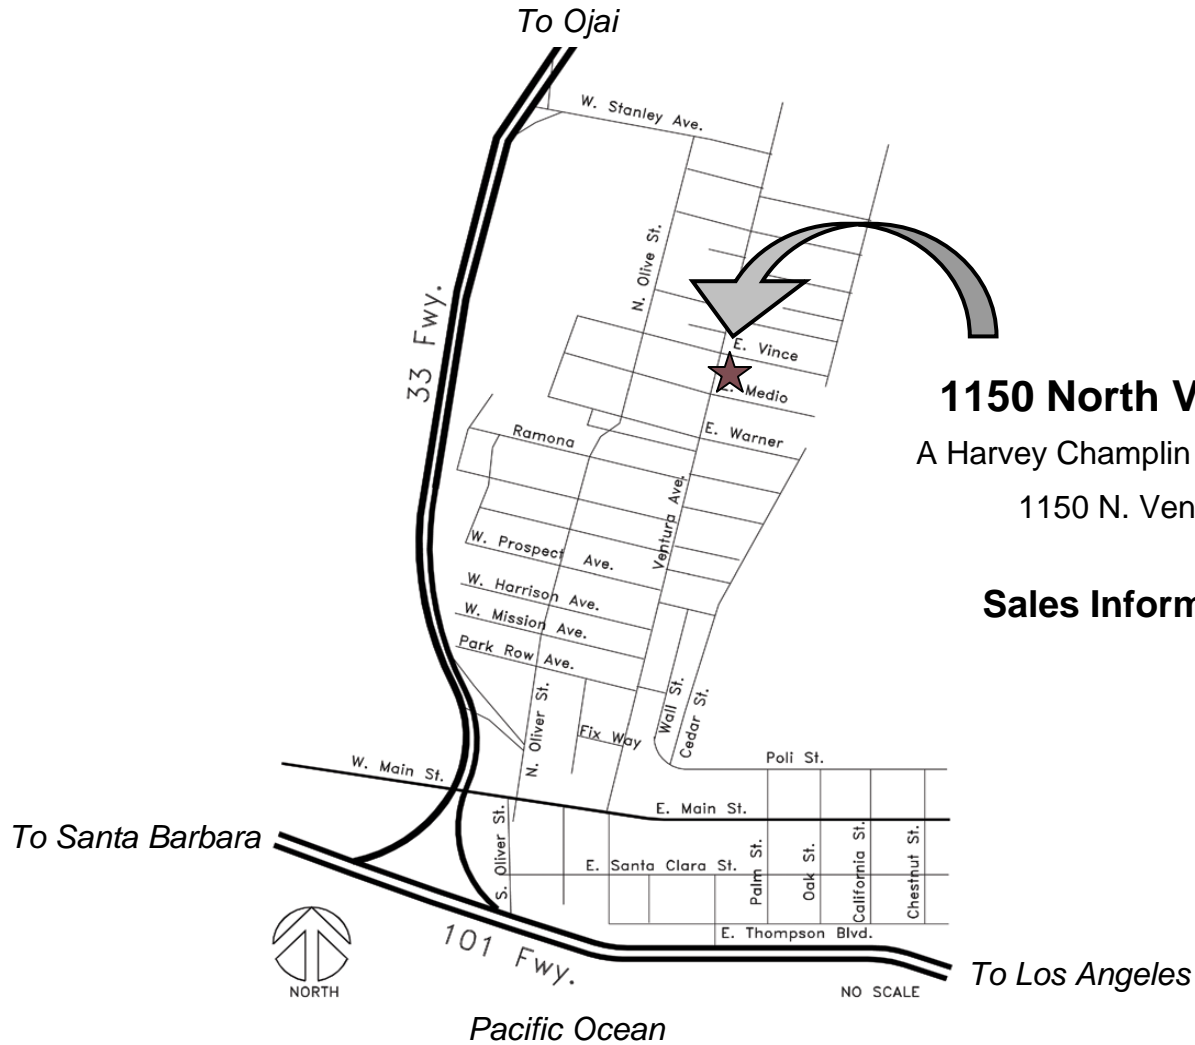 To Ojai
W. Stanley Ave.
N. Olive St.
33 Fwy.
E. Vince
E. Medio
1150 North V
E. Warner
Ramona
A Harvey Champlin
Ventura Ave.
1150 N. Ven
W. Prospect Ave.
W. Harrison Ave.
Sales Inform
W. Mission Ave.
Park Row Ave.
Wall St.
Cedar St.
N. Oliver St.
Fix Way
Poli St.
W. Main St.
E. Main St.
To Santa Barbara
S. Oliver St.
E. Santa Clara St.
Palm St.
Oak St.
California St.
Chestnut St.
E. Thompson Blvd.
101 Fwy.
To Los Angeles
NORTH
NO SCALE
Pacific Ocean